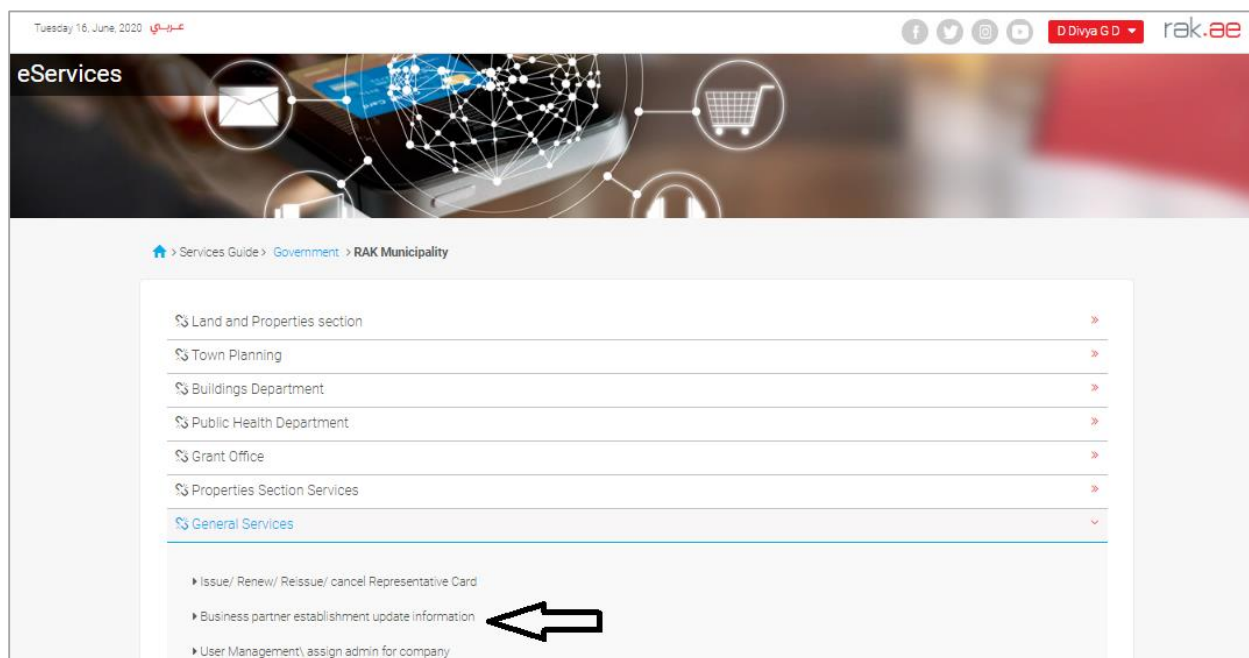 Tuesday 16, June, 2020 عـربـي
D Divya G D
rak.ae
eServices
> Services Guide > Government > RAK Municipality
Land and Properties section
Town Planning
Buildings Department
Public Health Department
Grant Office
Properties Section Services
General Services
Issue/ Renew/ Reissue/ cancel Representative Card
Business partner establishment update information
User Management\ assign admin for company